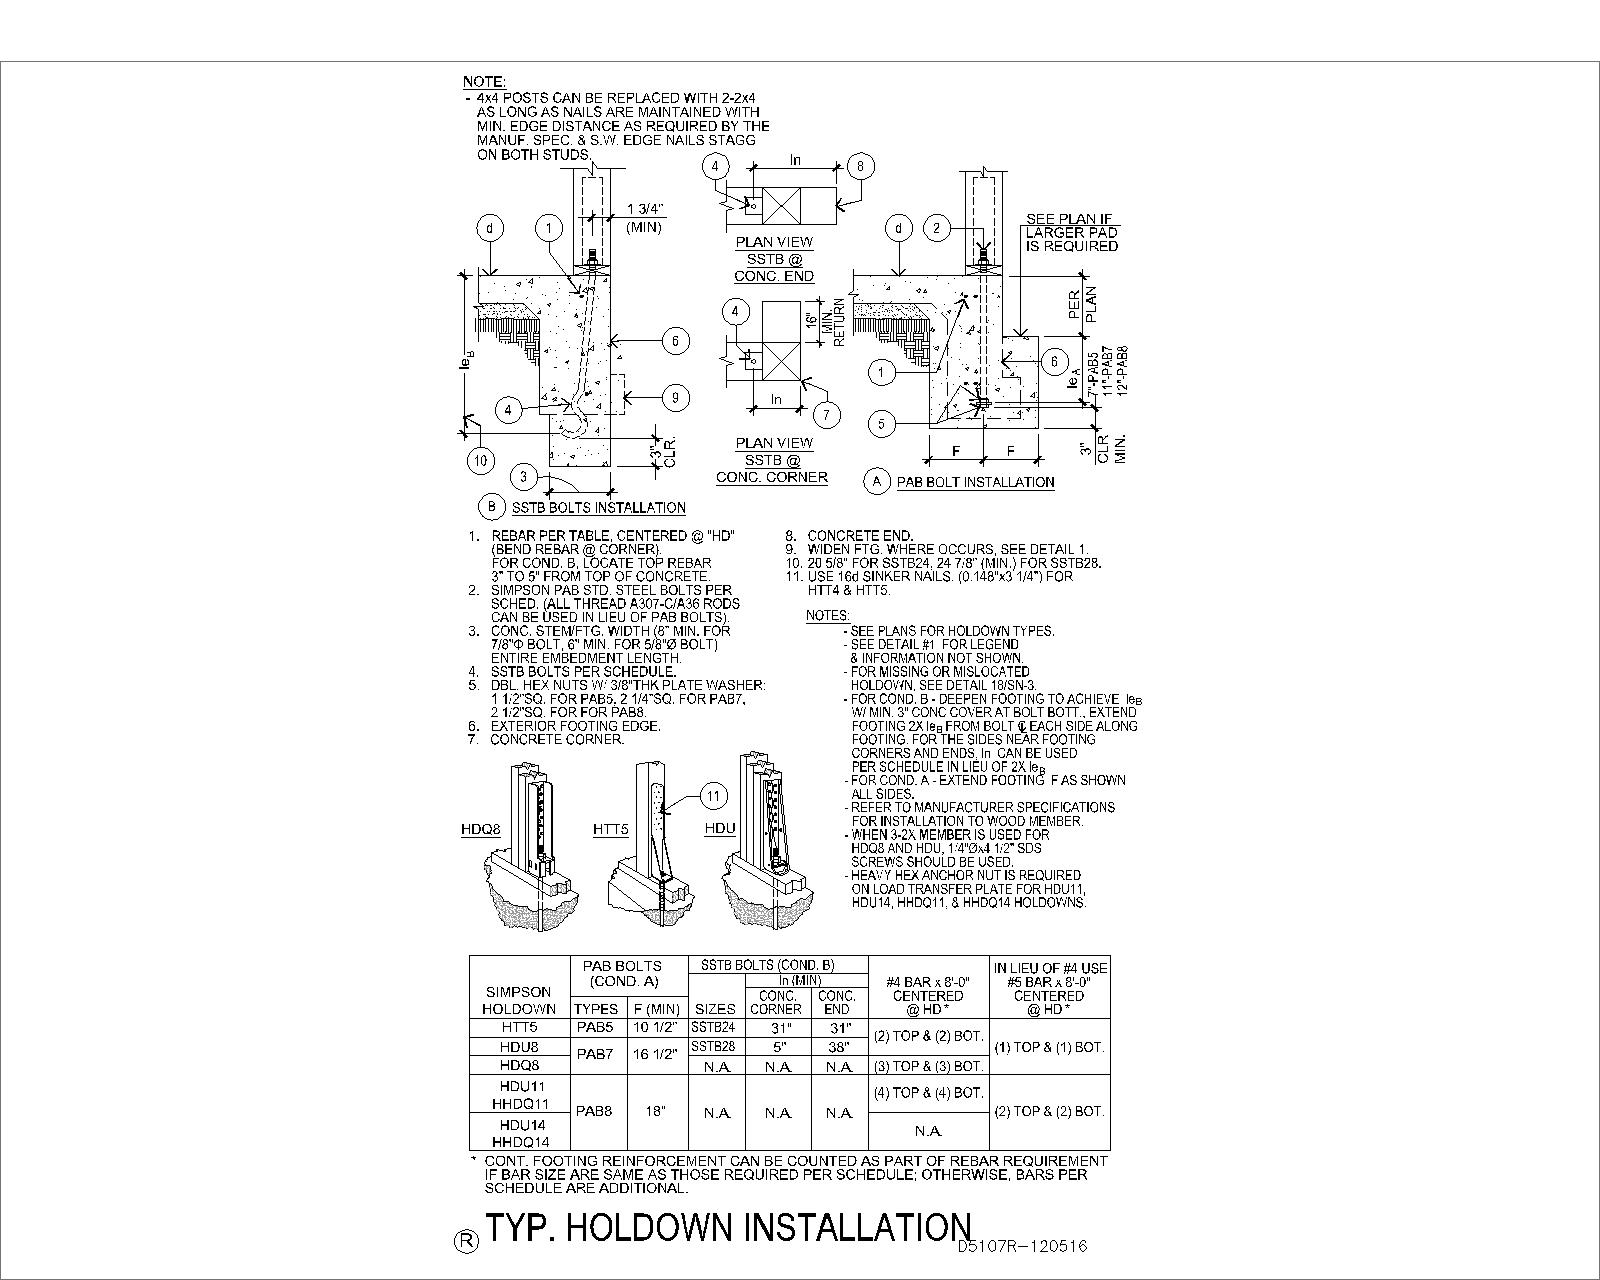 NOTE:
- 4x4 POSTS CAN BE REPLACED WITH 2-2x4
AS LONG AS NAILS ARE MAINTAINED WITH
MIN. EDGE DISTANCE AS REQUIRED BY THE
MANUF. SPEC. & S.W. EDGE NAILS STAGG
ON BOTH STUDS.
d
1
1 3/4"
(MIN)
leB
6
9
4
10
3
3"
CLR.
B SSTB BOLTS INSTALLATION
4
ln
8
PLAN VIEW
SSTB @
CONC. END
4
16"
MIN.
RETURN
ln
7
PLAN VIEW
SSTB @
CONC. CORNER
d
2
SEE PLAN IF
LARGER PAD
IS REQUIRED
PER
PLAN
1
6
leA
7"-PAB5
11"-PAB7
12"-PAB8
5
F
F
3"
CLR
MIN.
A PAB BOLT INSTALLATION
1. REBAR PER TABLE, CENTERED @ "HD"
(BEND REBAR @ CORNER).
FOR COND. B, LOCATE TOP REBAR
3" TO 5" FROM TOP OF CONCRETE.
2. SIMPSON PAB STD. STEEL BOLTS PER
SCHED. (ALL THREAD A307-C/A36 RODS
CAN BE USED IN LIEU OF PAB BOLTS).
3. CONC. STEM/FTG. WIDTH (8" MIN. FOR
7/8"Φ BOLT, 6" MIN. FOR 5/8"Ø BOLT)
ENTIRE EMBEDMENT LENGTH.
4. SSTB BOLTS PER SCHEDULE.
5. DBL. HEX NUTS W/ 3/8"THK PLATE WASHER:
1 1/2"SQ. FOR PAB5, 2 1/4"SQ. FOR PAB7,
2 1/2"SQ. FOR FOR PAB8.
6. EXTERIOR FOOTING EDGE.
7. CONCRETE CORNER.
8. CONCRETE END.
9. WIDEN FTG. WHERE OCCURS, SEE DETAIL 1.
10. 20 5/8" FOR SSTB24, 24 7/8" (MIN.) FOR SSTB28.
11. USE 16d SINKER NAILS. (0.148"x3 1/4") FOR
HTT4 & HTT5.
NOTES:
- SEE PLANS FOR HOLDOWN TYPES.
- SEE DETAIL #1 FOR LEGEND
& INFORMATION NOT SHOWN.
- FOR MISSING OR MISLOCATED
HOLDOWN, SEE DETAIL 18/SN-3.
- FOR COND. B - DEEPEN FOOTING TO ACHIEVE leB
W/ MIN. 3" CONC COVER AT BOLT BOTT., EXTEND
FOOTING 2X leB FROM BOLT ℄ EACH SIDE ALONG
FOOTING. FOR THE SIDES NEAR FOOTING
CORNERS AND ENDS, ln CAN BE USED
PER SCHEDULE IN LIEU OF 2X leB
- FOR COND. A - EXTEND FOOTING F AS SHOWN
ALL SIDES.
- REFER TO MANUFACTURER SPECIFICATIONS
FOR INSTALLATION TO WOOD MEMBER.
- WHEN 3-2X MEMBER IS USED FOR
HDQ8 AND HDU, 1/4"Øx4 1/2" SDS
SCREWS SHOULD BE USED.
- HEAVY HEX ANCHOR NUT IS REQUIRED
ON LOAD TRANSFER PLATE FOR HDU11,
HDU14, HHDQ11, & HHDQ14 HOLDOWNS.
HDQ8
HTT5
11
HDU
SIMPSON
HOLDOWN
PAB BOLTS
(COND. A)
TYPES F (MIN)
SSTB BOLTS (COND. B)
SIZES
ln (MIN)
CONC.
CORNER
CONC.
END
#4 BAR x 8'-0"
CENTERED
@ HD *
IN LIEU OF #4 USE
#5 BAR x 8'-0"
CENTERED
@ HD *
HTT5 PAB5 10 1/2" SSTB24 31" 31"
(2) TOP & (2) BOT.
HDU8 PAB7 16 1/2" SSTB28 5" 38"
(1) TOP & (1) BOT.
HDQ8 N.A. N.A. N.A. (3) TOP & (3) BOT.
HDU11
HHDQ11
(4) TOP & (4) BOT.
PAB8 18" N.A. N.A. N.A. (2) TOP & (2) BOT.
HDU14
HHDQ14
N.A.
* CONT. FOOTING REINFORCEMENT CAN BE COUNTED AS PART OF REBAR REQUIREMENT
IF BAR SIZE ARE SAME AS THOSE REQUIRED PER SCHEDULE; OTHERWISE, BARS PER
SCHEDULE ARE ADDITIONAL.
R TYP. HOLDOWN INSTALLATION
D5107R-120516